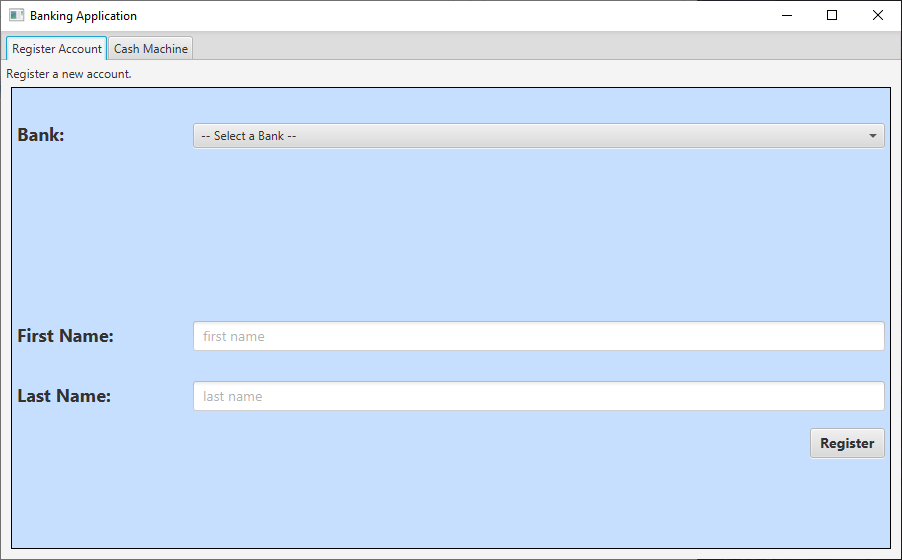 Banking Application
Register Account Cash Machine
Register a new account.
Bank: -- Select a Bank --
First Name: first name
Last Name: last name
Register